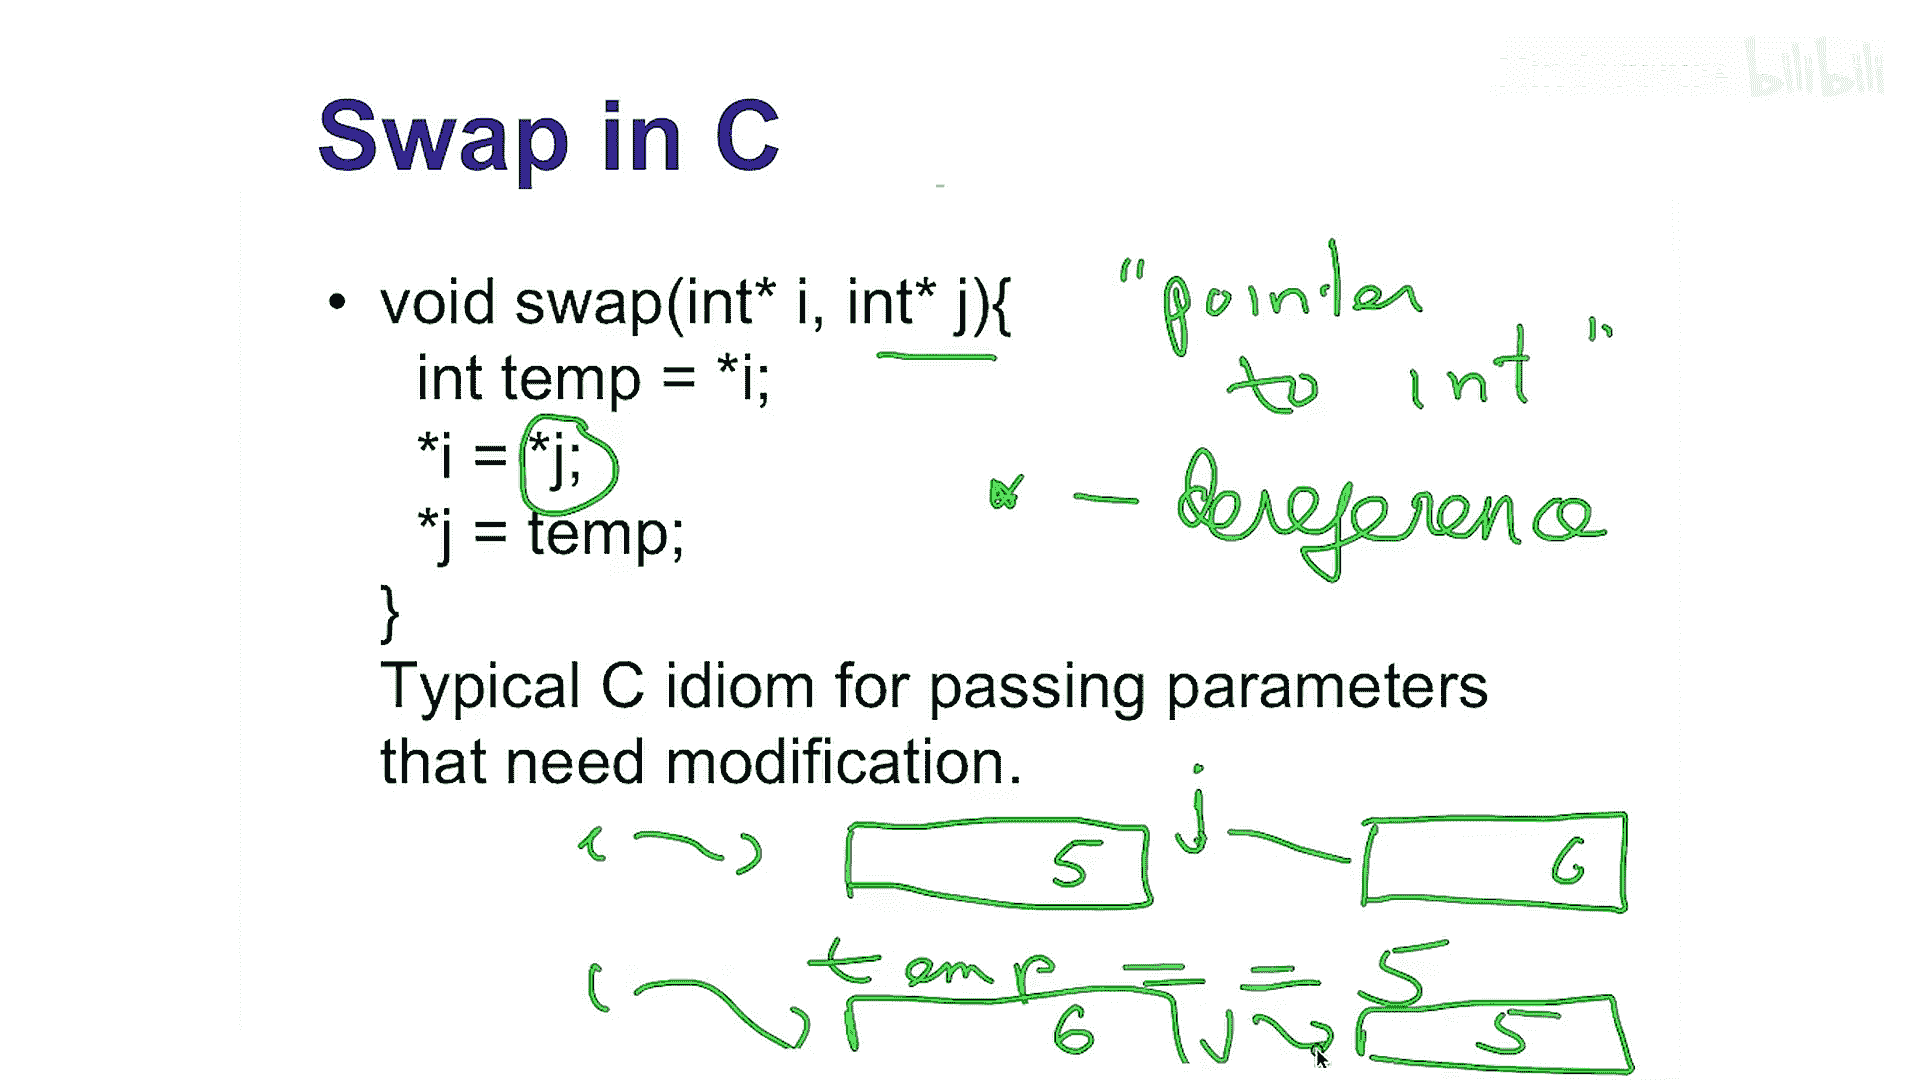 bilibili
Swap in C
• void swap(int* i, int* j){
int temp = *i;
*i = *j;
*j = temp;
}
Typical C idiom for passing parameters
that need modification.
"pointer
to int"
* — dereference
i 5 j 6
temp == 5
i 6 j 5